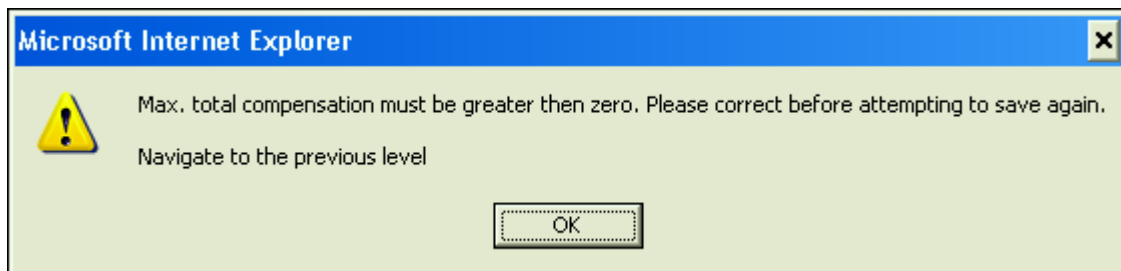 Microsoft Internet Explorer
Max. total compensation must be greater then zero. Please correct before attempting to save again.
Navigate to the previous level
OK